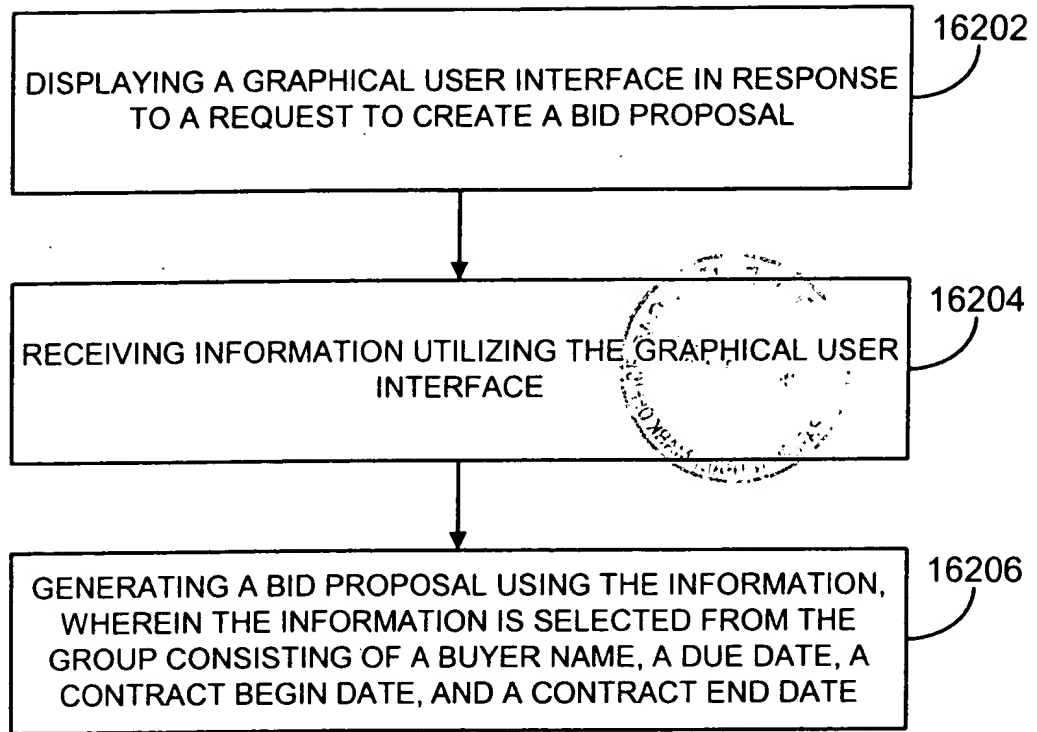 16202
DISPLAYING A GRAPHICAL USER INTERFACE IN RESPONSE
TO A REQUEST TO CREATE A BID PROPOSAL
16204
RECEIVING INFORMATION UTILIZING THE GRAPHICAL USER
INTERFACE
16206
GENERATING A BID PROPOSAL USING THE INFORMATION,
WHEREIN THE INFORMATION IS SELECTED FROM THE
GROUP CONSISTING OF A BUYER NAME, A DUE DATE, A
CONTRACT BEGIN DATE, AND A CONTRACT END DATE